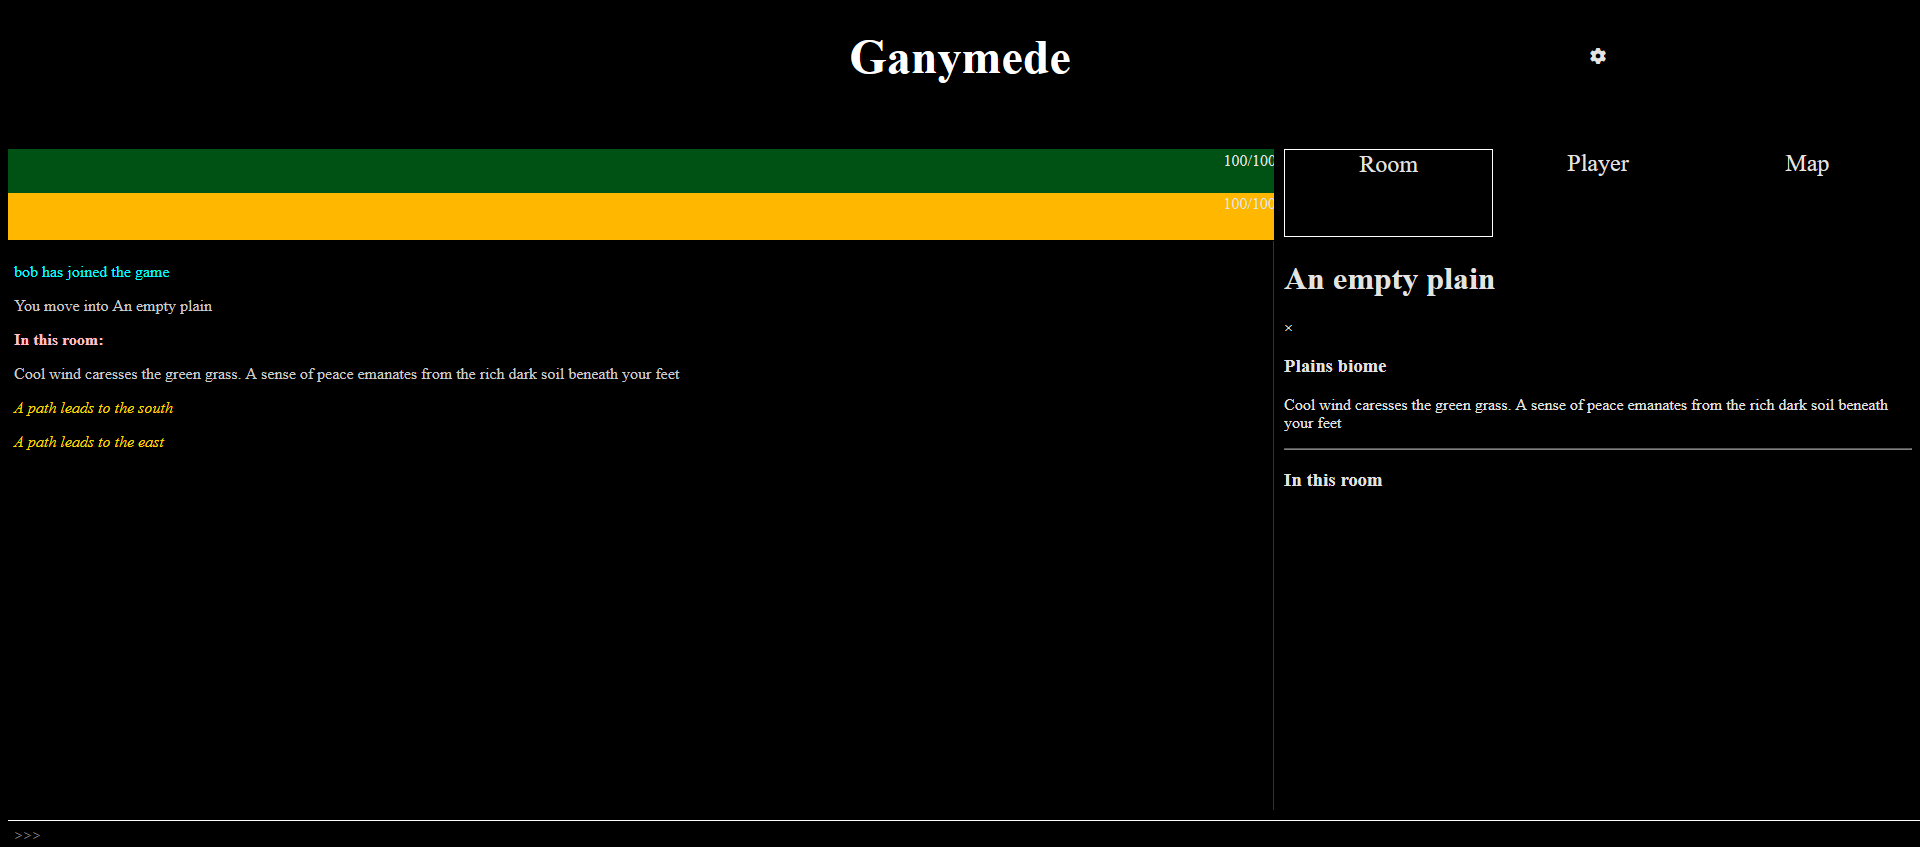 Ganymede
100/100
100/100
Room
Player
Map
bob has joined the game
You move into An empty plain
In this room:
Cool wind caresses the green grass. A sense of peace emanates from the rich dark soil beneath your feet
A path leads to the south
A path leads to the east
An empty plain
×
Plains biome
Cool wind caresses the green grass. A sense of peace emanates from the rich dark soil beneath
your feet
In this room
>>>